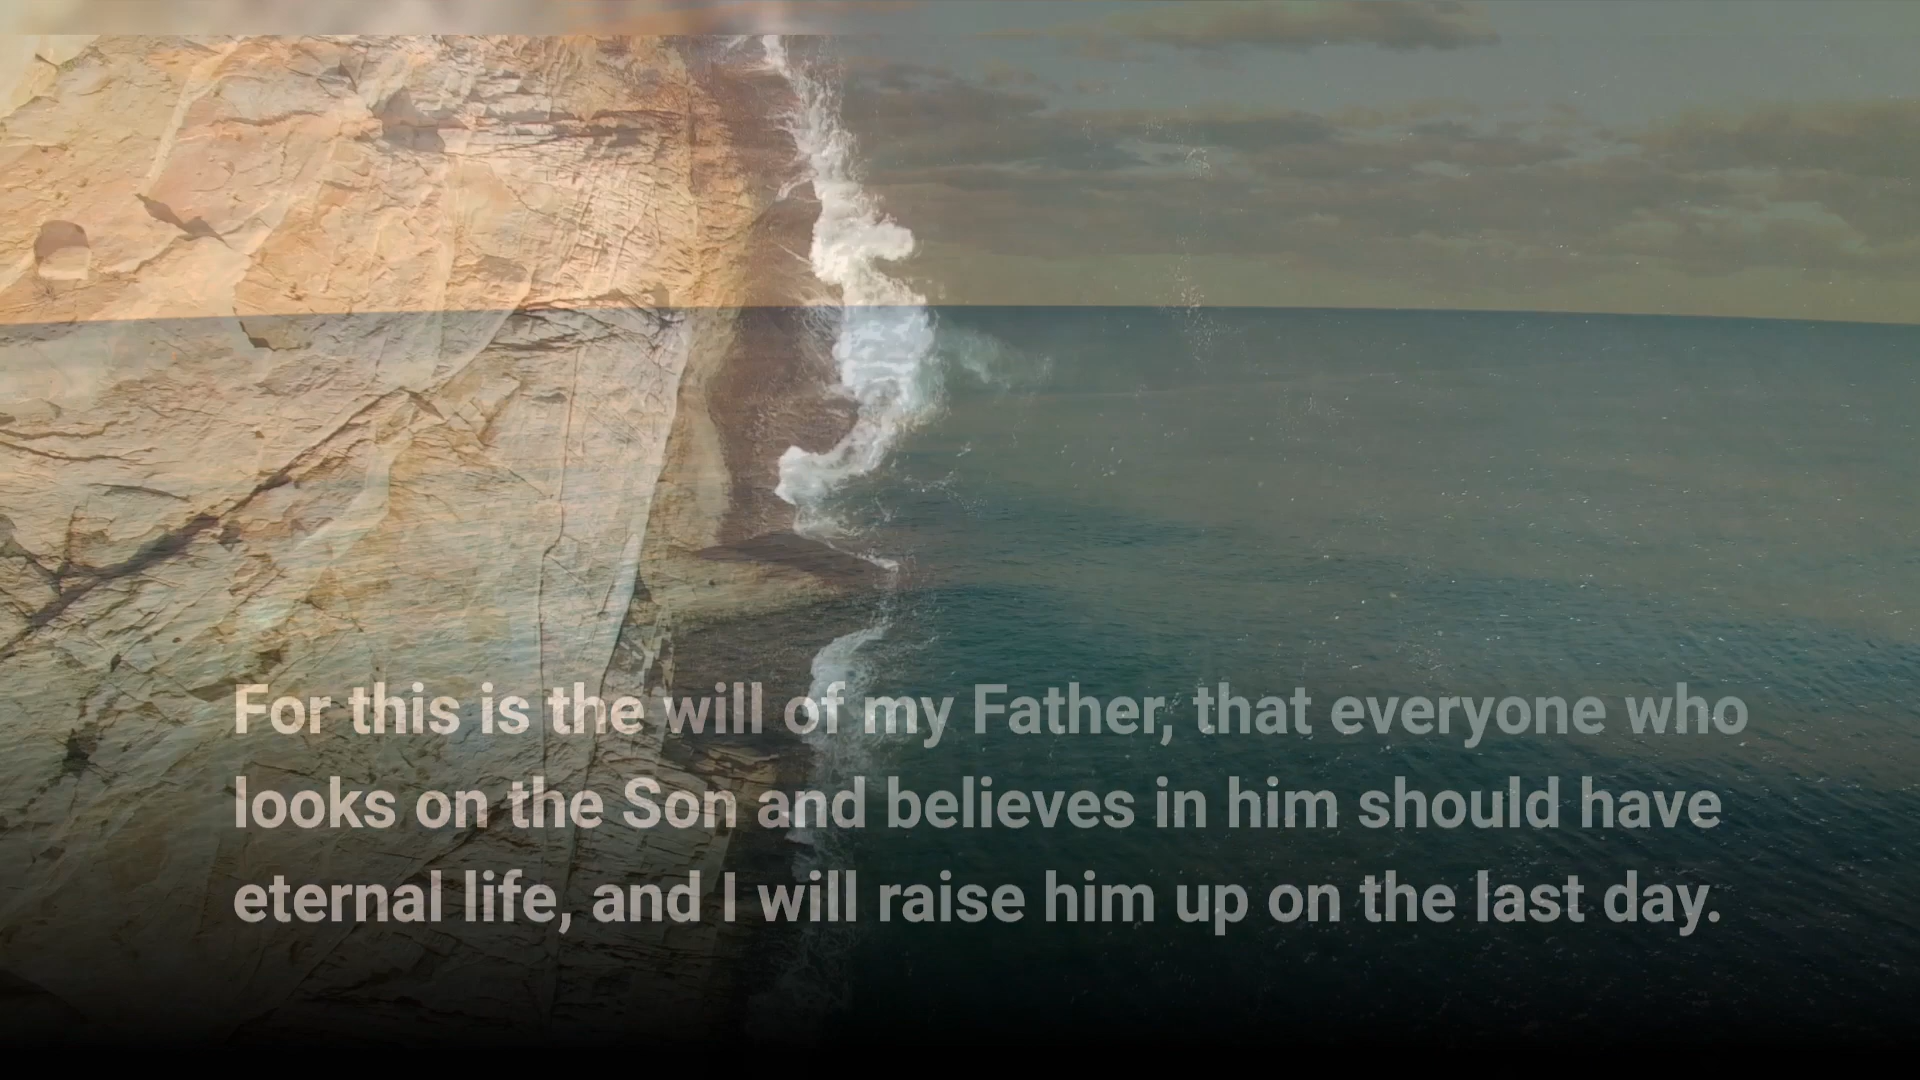 For this is the will of my Father, that everyone who
looks on the Son and believes in him should have
eternal life, and I will raise him up on the last day.